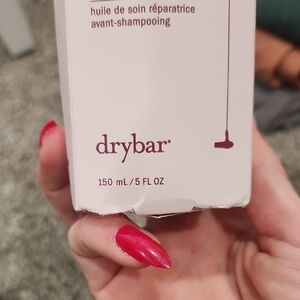 huile de soin réparatrice
avant-shampooing
drybar®
150 mL/5 FL OZ